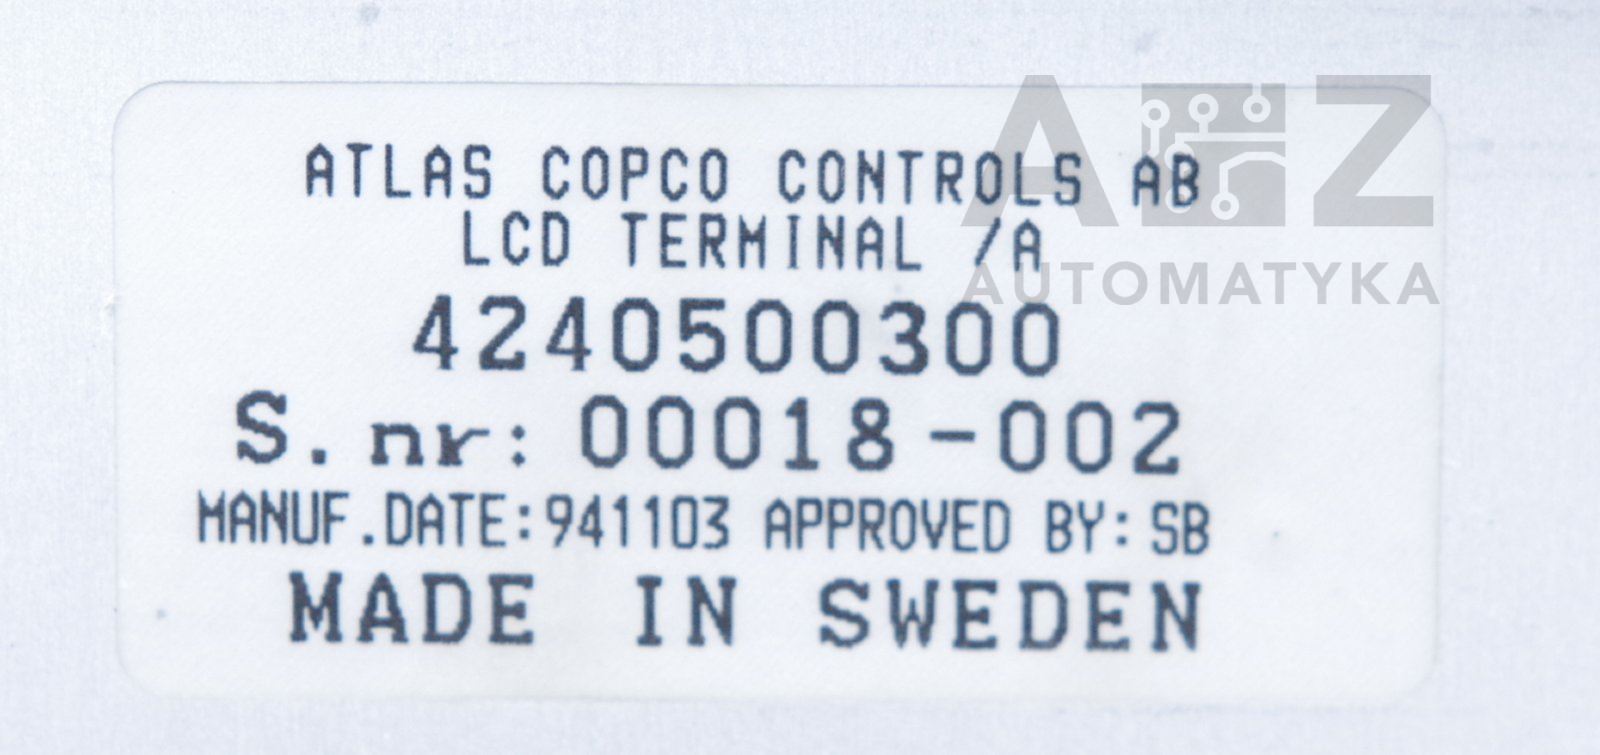 ATLAS COPCO CONTROLS AB
LCD TERMINAL /A
4240500300
S.nr: 00018-002
MANUF.DATE:941103 APPROVED BY:SB
MADE IN SWEDEN
A Z
AUTOMATYKA